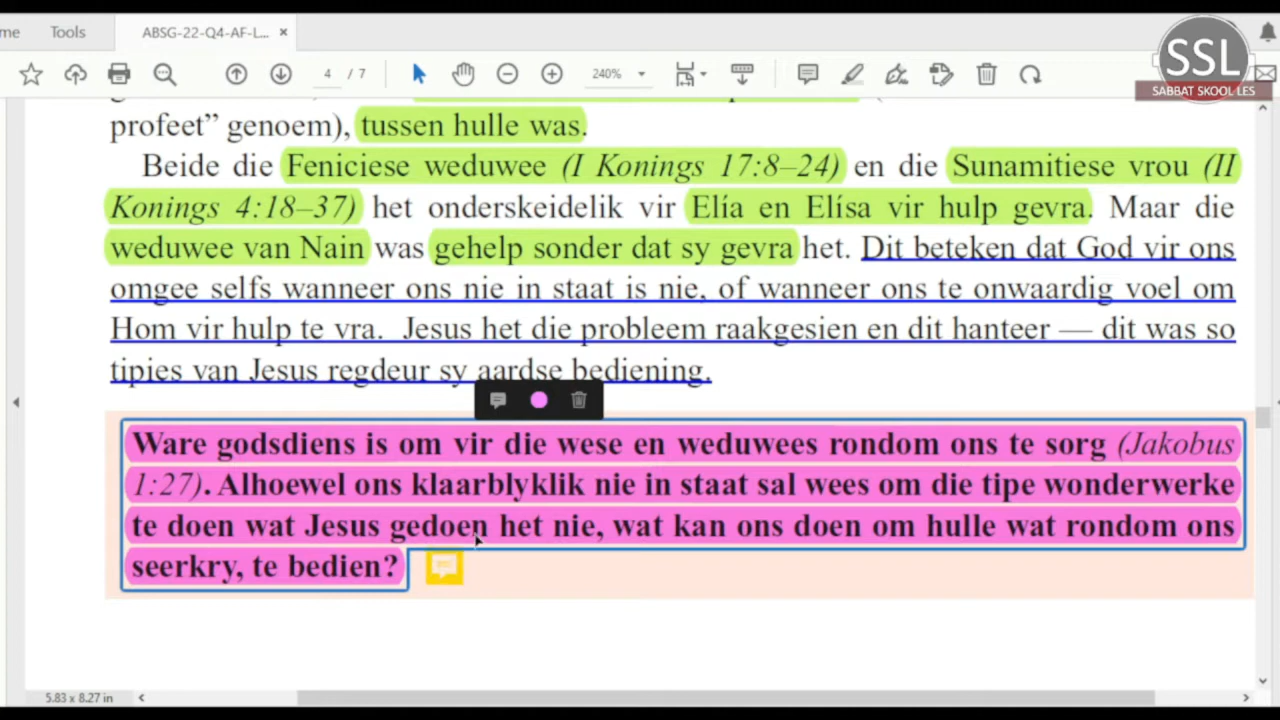 me Tools ABSG-22-Q4-AF-L... ×
SSL
SABBAT SKOOL LES
4 / 7 240%
profeet” genoem), tussen hulle was.
Beide die Feniciese weduwee (I Konings 17:8–24) en die Sunamitiese vrou (II
Konings 4:18–37) het onderskeidelik vir Elía en Elísa vir hulp gevra. Maar die
weduwee van Nain was gehelp sonder dat sy gevra het. Dit beteken dat God vir ons
omgee selfs wanneer ons nie in staat is nie, of wanneer ons te onwaardig voel om
Hom vir hulp te vra. Jesus het die probleem raakgesien en dit hanteer — dit was so
tipies van Jesus regdeur sy aardse bediening.
Ware godsdiens is om vir die wese en weduwees rondom ons te sorg (Jakobus
1:27). Alhoewel ons klaarblyklik nie in staat sal wees om die tipe wonderwerke
te doen wat Jesus gedoen het nie, wat kan ons doen om hulle wat rondom ons
seerkry, te bedien?
5.83 x 8.27 in